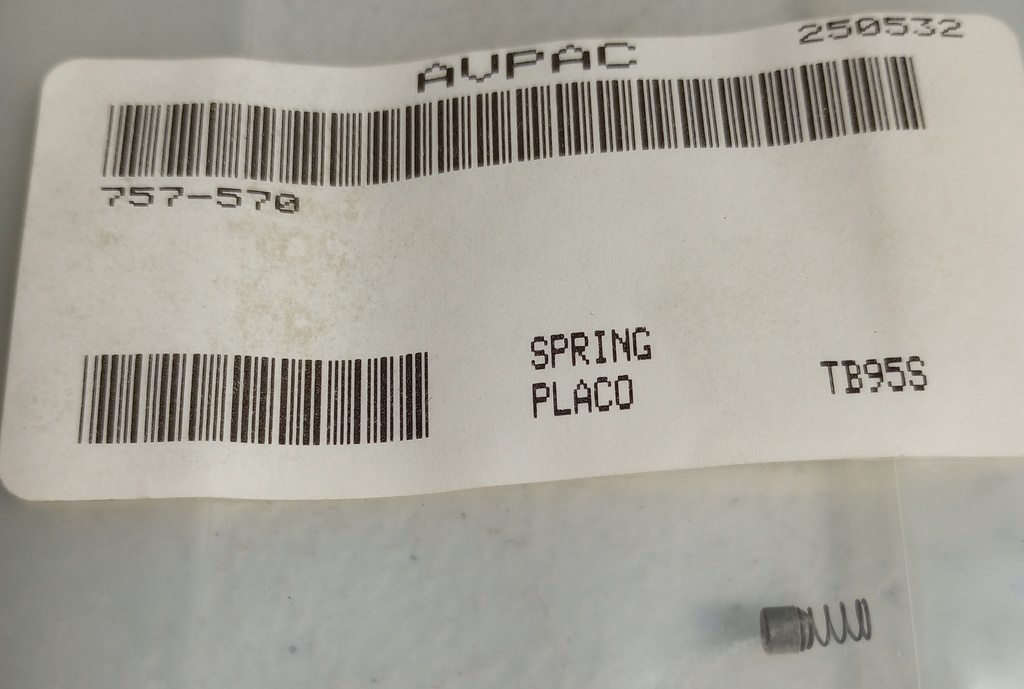 AVPAC
250532
757-570
SPRING
PLACO
TB95S